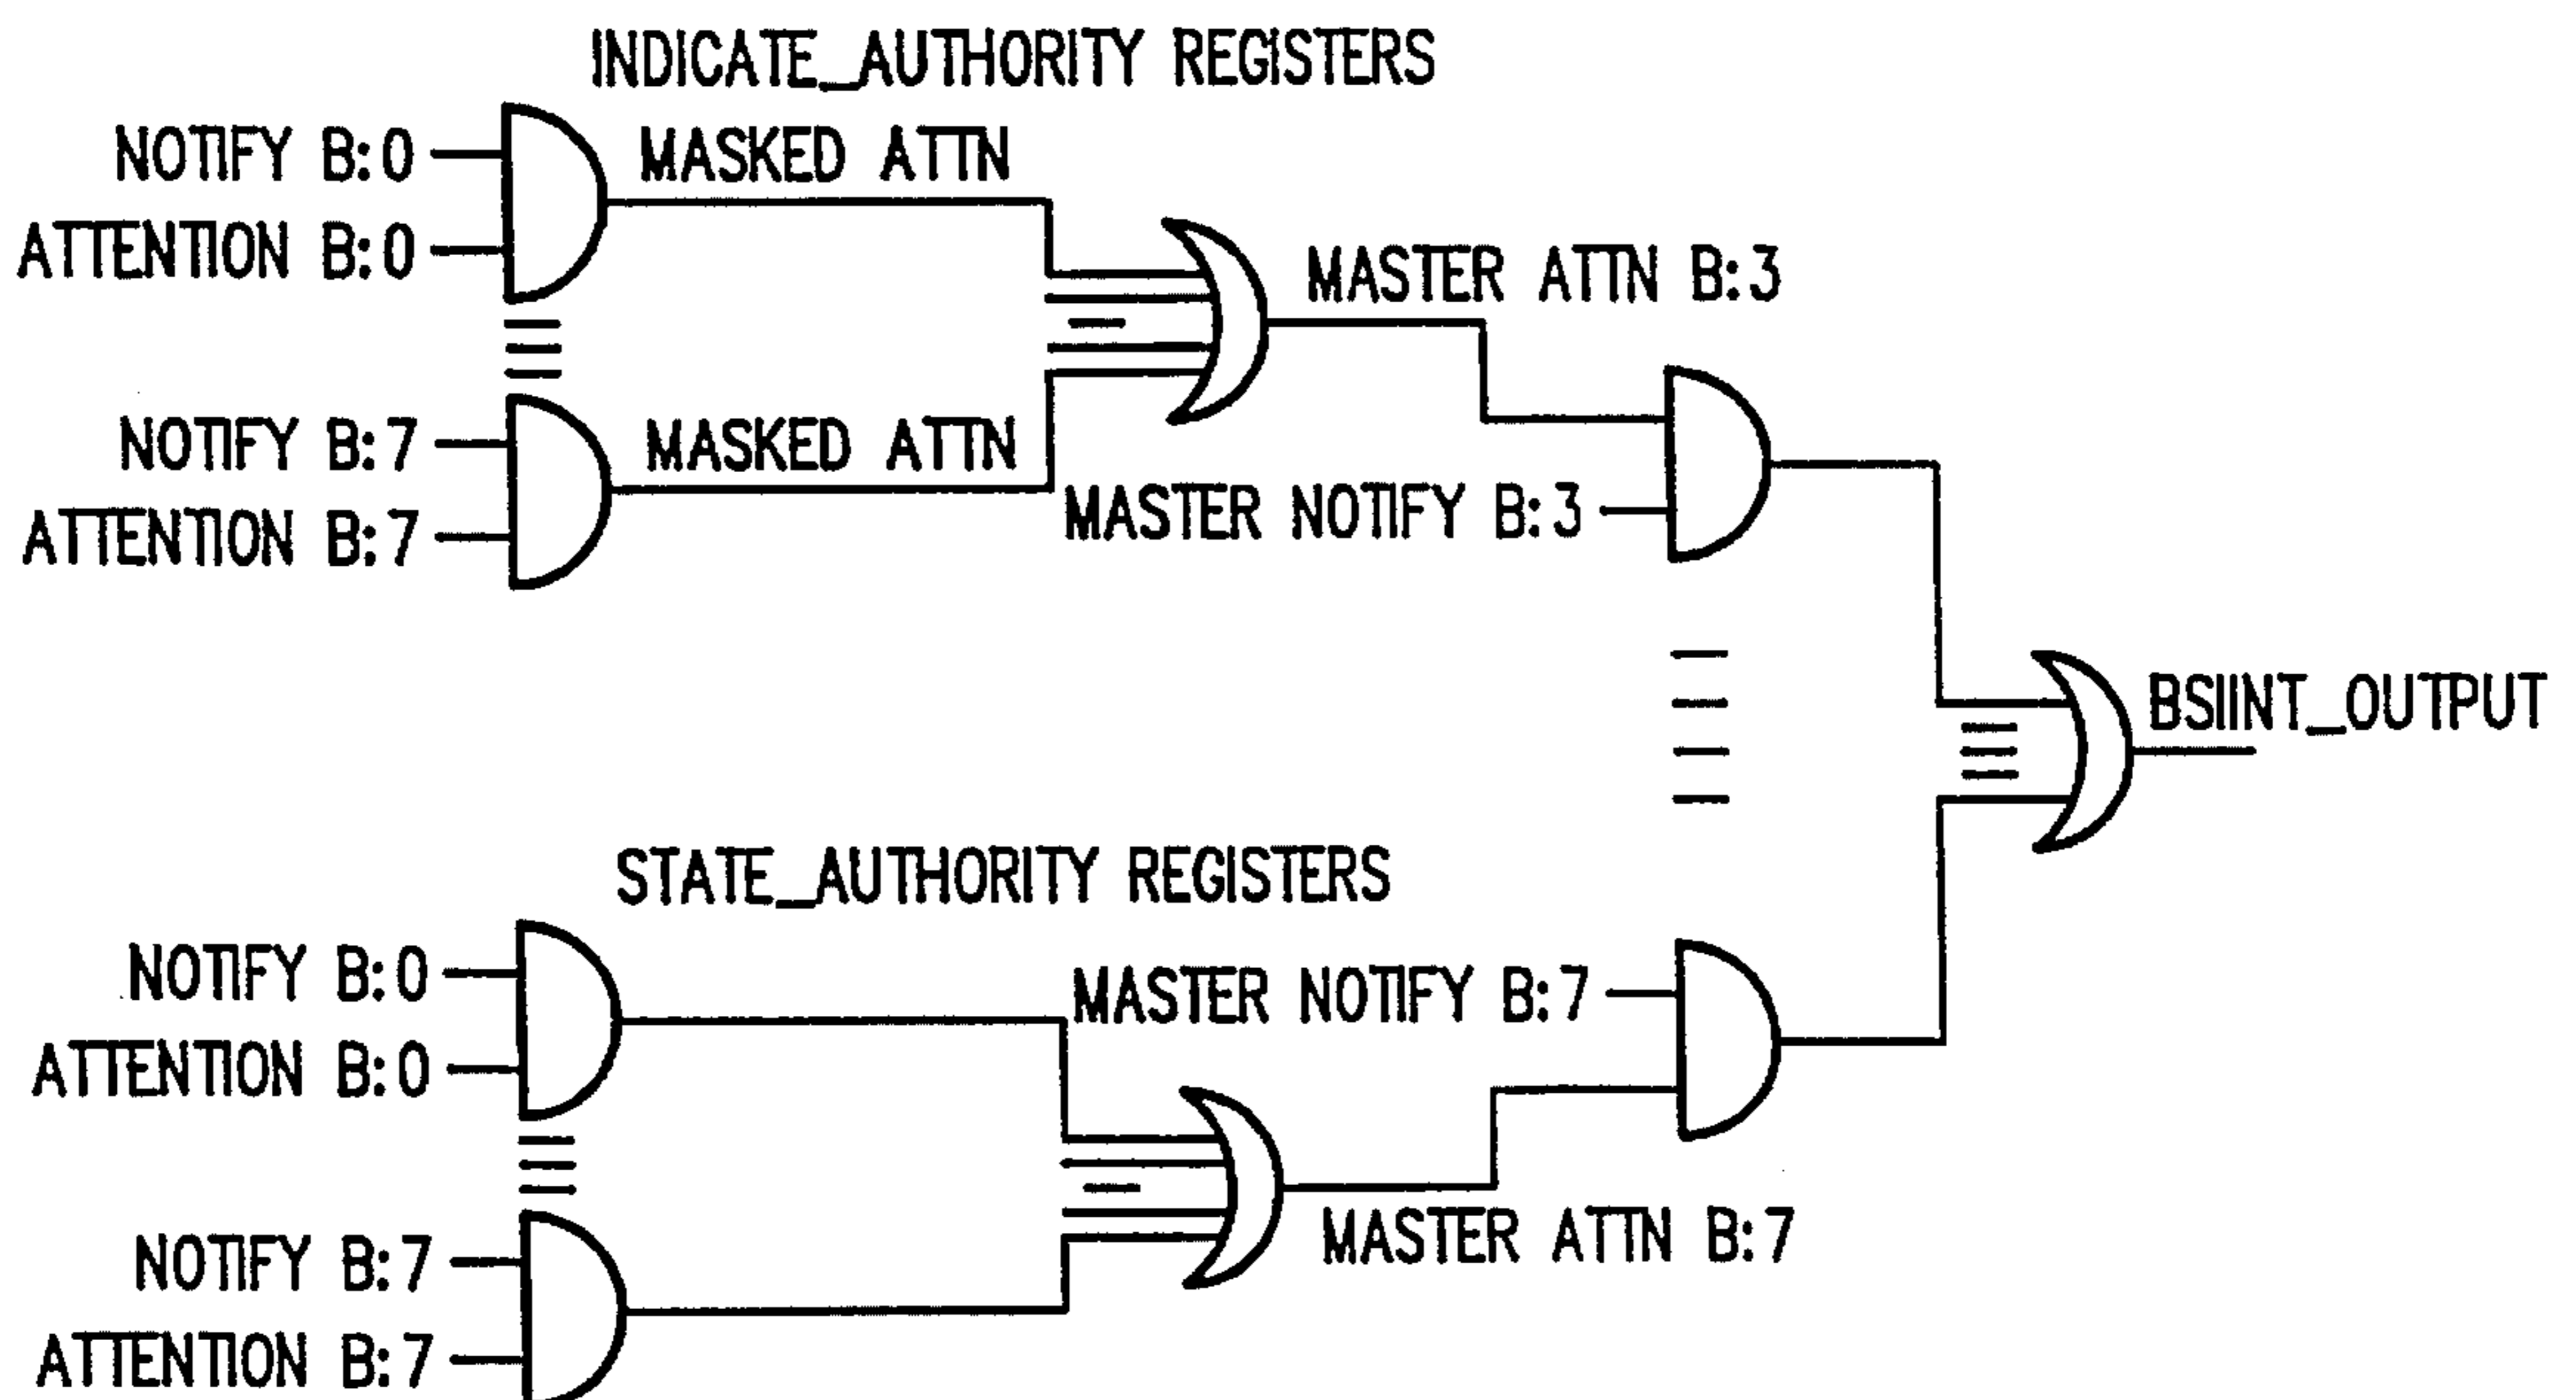 INDICATE_AUTHORITY REGISTERS
NOTIFY B:0
MASKED ATTN
ATTENTION B:0
MASTER ATTN B:3
NOTIFY B:7
MASKED ATTN
MASTER NOTIFY B:3
ATTENTION B:7
BSIINT_OUTPUT
STATE_AUTHORITY REGISTERS
NOTIFY B:0
MASTER NOTIFY B:7
ATTENTION B:0
MASTER ATTN B:7
NOTIFY B:7
ATTENTION B:7